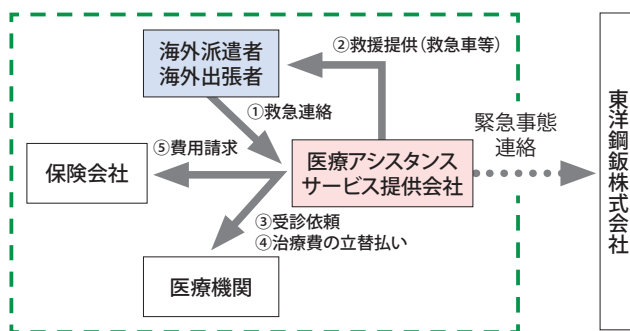 海外派遣者
海外出張者
②救援提供(救急車等)
①救急連絡
⑤費用請求
保険会社
医療アシスタンス
サービス提供会社
緊急事態
連絡
東洋鋼鈑株式会社
③受診依頼
④治療費の立替払い
医療機関